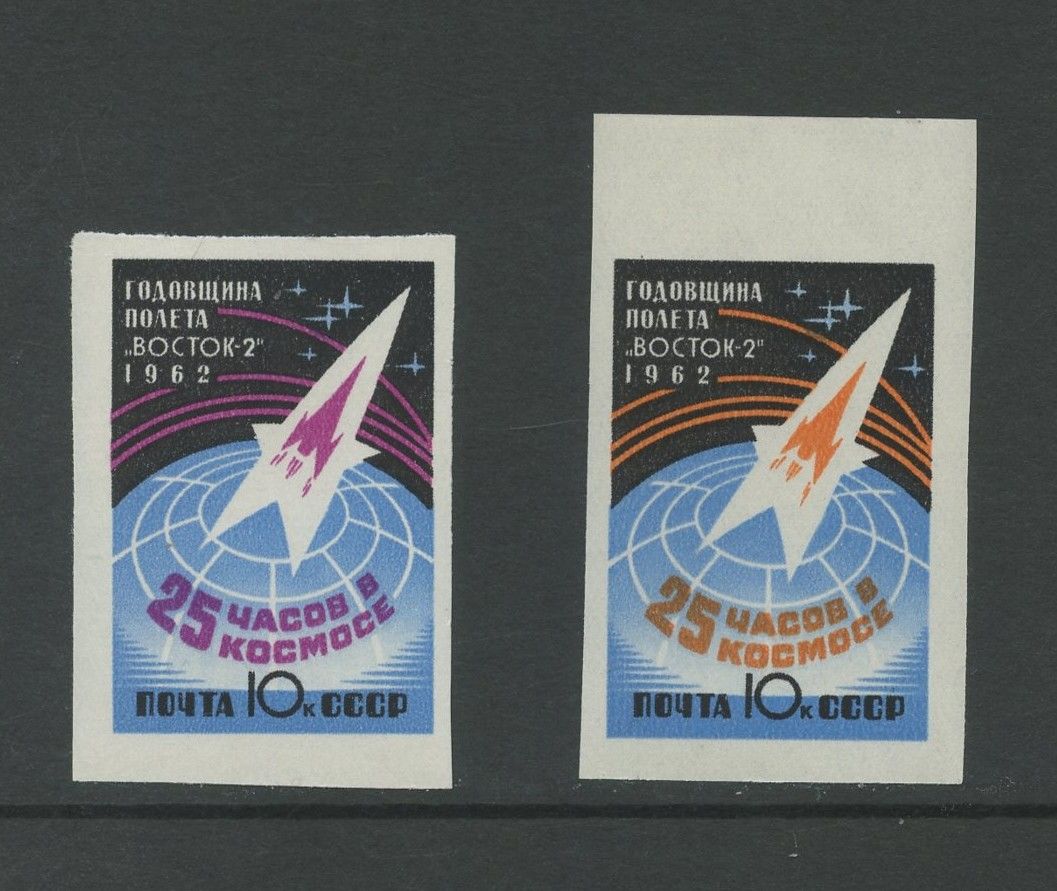 ГОДОВЩИНА
ПОЛЕТА
„ВОСТОК-2"
1962
25 ЧАСОВ В
КОСМОСЕ
ПОЧТА 10к СССР
ГОДОВЩИНА
ПОЛЕТА
„ВОСТОК-2"
1962
25 ЧАСОВ В
КОСМОСЕ
ПОЧТА 10к СССР